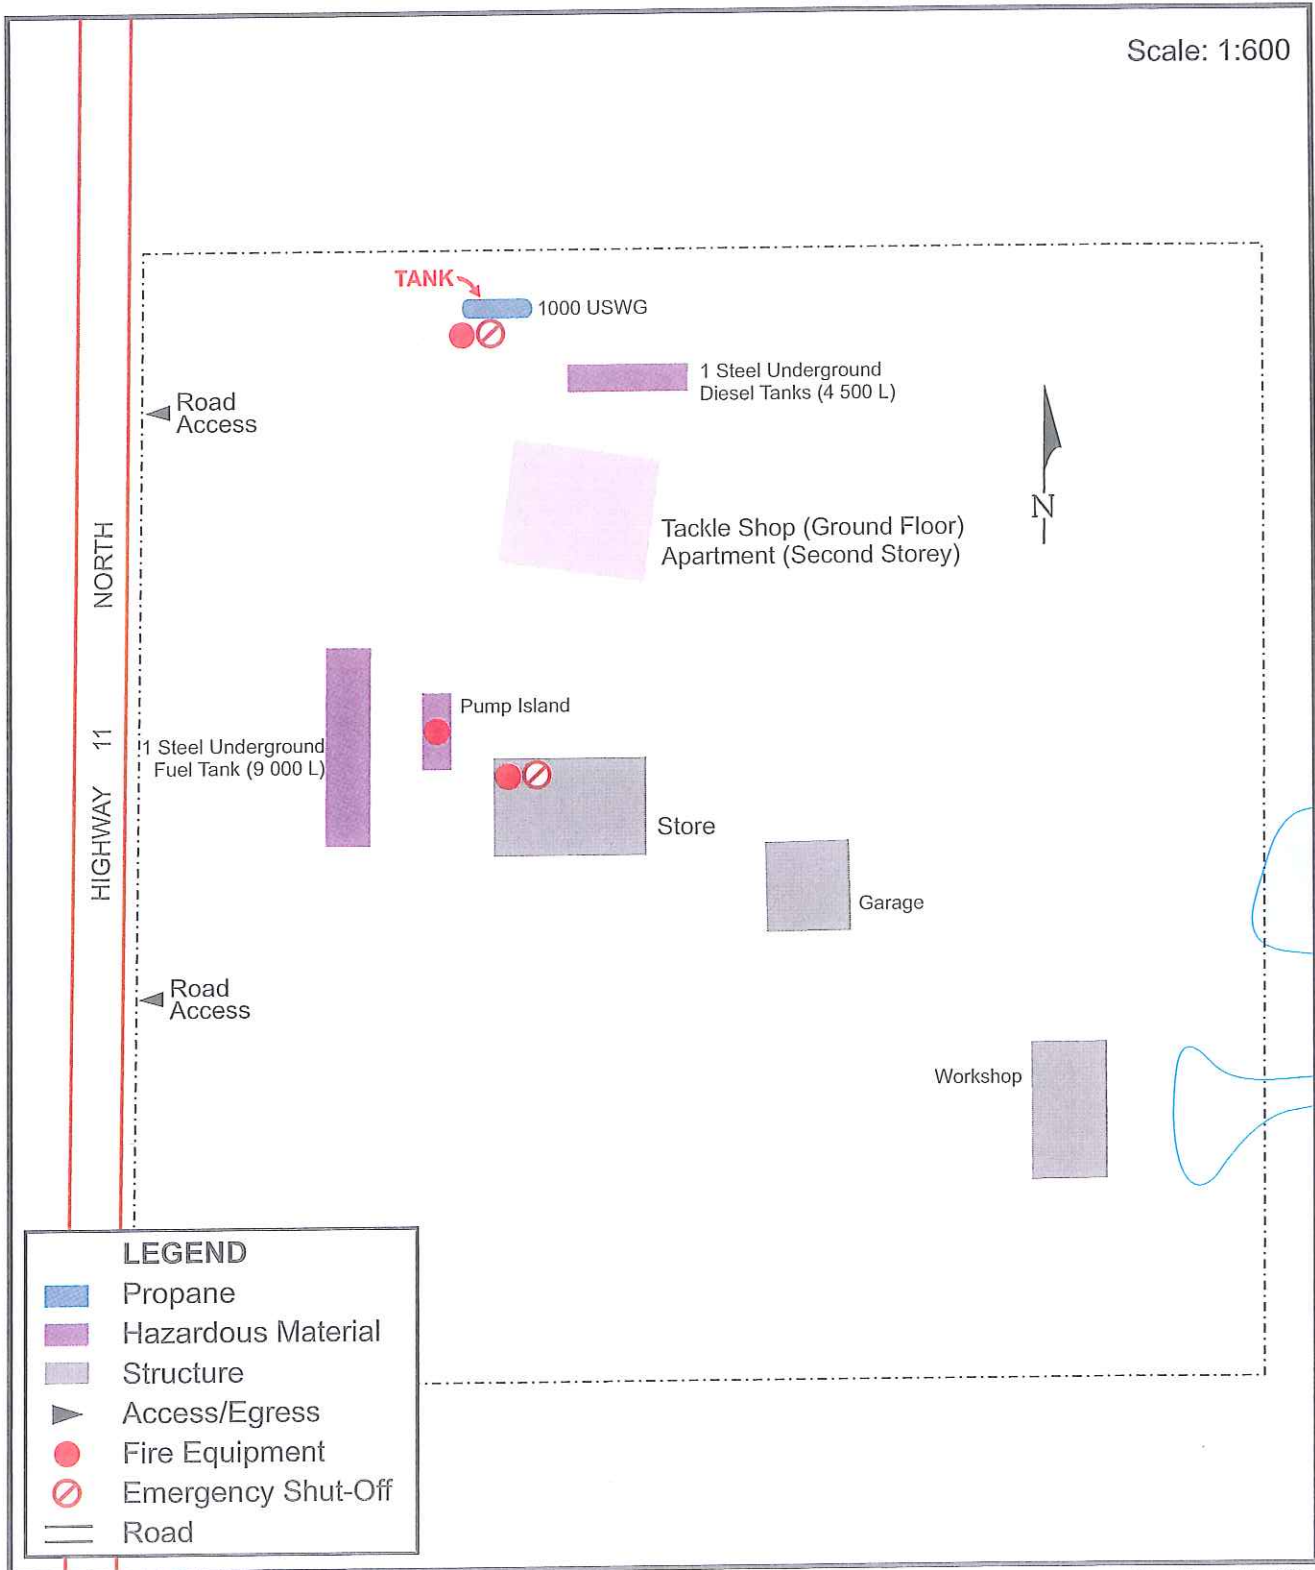 Scale: 1:600
TANK
1000 USWG
1 Steel Underground
Diesel Tanks (4 500 L)
Road
Access
N
Tackle Shop (Ground Floor)
Apartment (Second Storey)
HIGHWAY 11 NORTH
Pump Island
1 Steel Underground
Fuel Tank (9 000 L)
Store
Garage
Road
Access
Workshop
LEGEND
Propane
Hazardous Material
Structure
Access/Egress
Fire Equipment
Emergency Shut-Off
Road